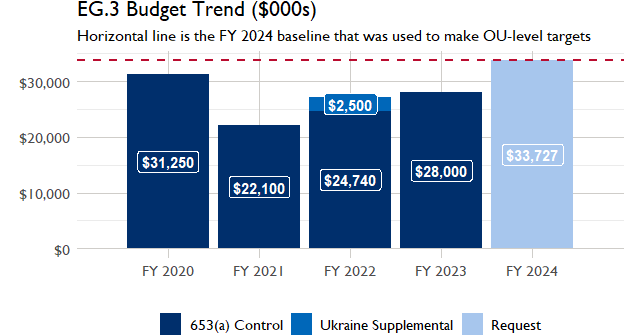 EG.3 Budget Trend ($000s)
Horizontal line is the FY 2024 baseline that was used to make OU-level targets
$30,000
$20,000
$10,000
$0
$31,250
$22,100
$2,500
$24,740
$28,000
$33,727
FY 2020 FY 2021 FY 2022 FY 2023 FY 2024
653(a) Control Ukraine Supplemental Request